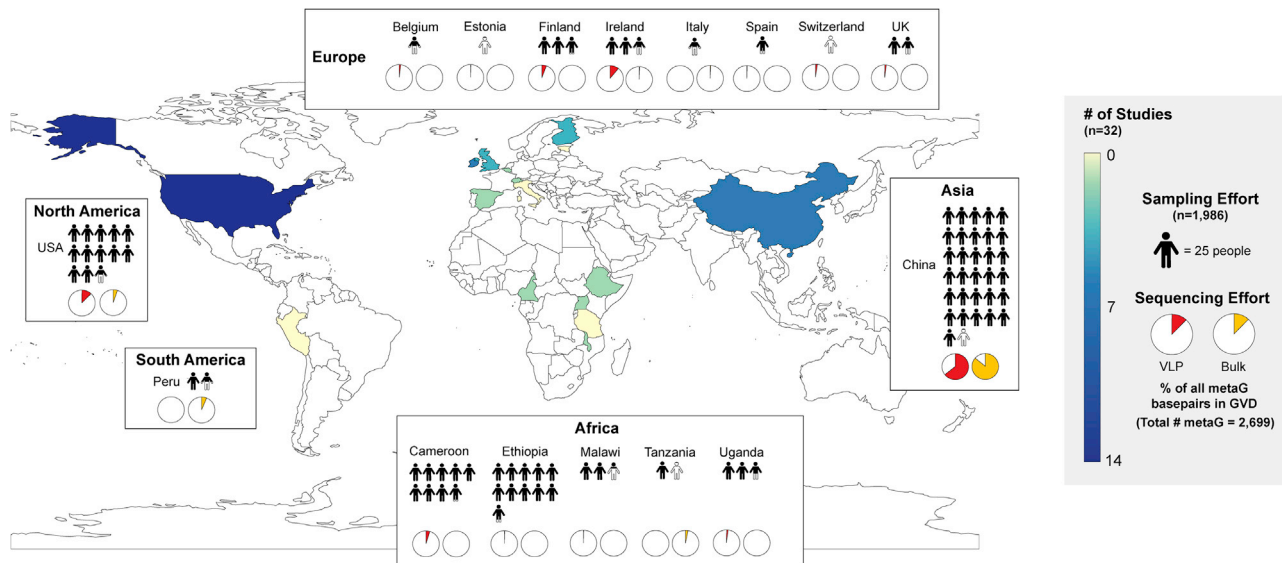 Europe
Belgium
Estonia
Finland
Ireland
Italy
Spain
Switzerland
UK
North America
USA
South America
Peru
Africa
Cameroon
Ethiopia
Malawi
Tanzania
Uganda
Asia
China
# of Studies
(n=32)
0
7
14
Sampling Effort
(n=1,986)
= 25 people
Sequencing Effort
VLP
Bulk
% of all metaG
basepairs in GVD
(Total # metaG = 2,699)